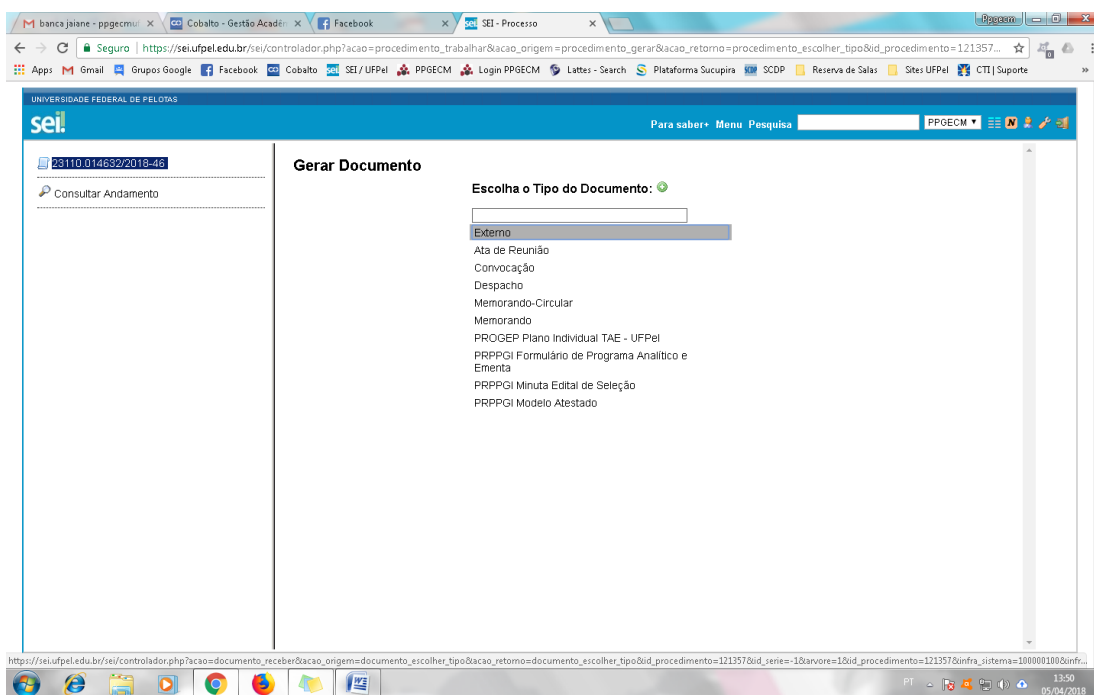 banca jaiane - ppgecmul
Cobalto - Gestão Acadêm
Facebook
SEI - Processo
Ppgecm
Seguro | https://sei.ufpel.edu.br/sei/controlador.php?acao=procedimento_trabalhar&acao_origem=procedimento_gerar&acao_retorno=procedimento_escolher_tipo&id_procedimento=121357...
Apps Gmail Grupos Google Facebook Cobalto SEI / UFPel PPGECM Login PPGECM Lattes - Search Plataforma Sucupira SCDP Reserva de Salas Sites UFPel CTI | Suporte »
UNIVERSIDADE FEDERAL DE PELOTAS
sei!
Para saber+ Menu Pesquisa PPGECM
23110.014632/2018-46
Consultar Andamento
Gerar Documento
Escolha o Tipo do Documento:
Externo
Ata de Reunião
Convocação
Despacho
Memorando-Circular
Memorando
PROGEP Plano Individual TAE - UFPel
PRPPGI Formulário de Programa Analítico e
Ementa
PRPPGI Minuta Edital de Seleção
PRPPGI Modelo Atestado
https://sei.ufpel.edu.br/sei/controlador.php?acao=documento_receber&acao_origem=documento_escolher_tipo&acao_retorno=documento_escolher_tipo&id_procedimento=121357&id_serie=-1&arvore=1&id_procedimento=121357&infra_sistema=100000100&infr...
PT
13:50
05/04/2018